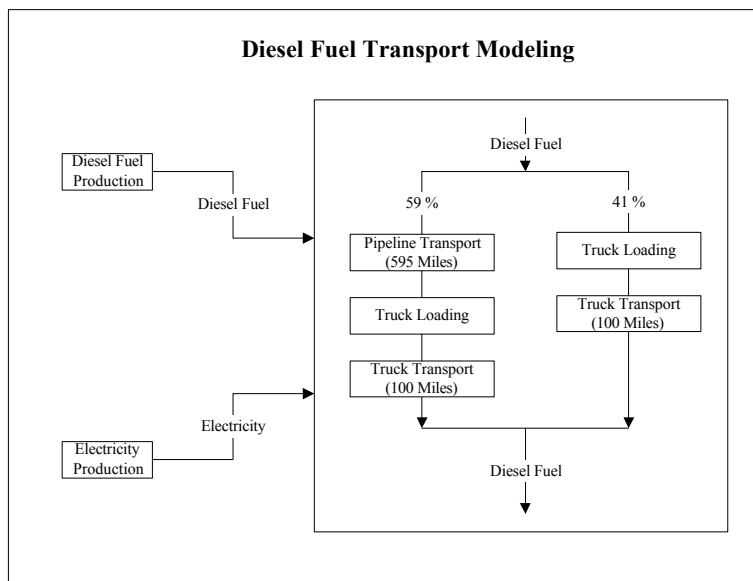 Diesel Fuel Transport Modeling
Diesel Fuel
Diesel Fuel
Production
Diesel Fuel
59 %
41 %
Pipeline Transport
(595 Miles)
Truck Loading
Truck Loading
Truck Transport
(100 Miles)
Truck Transport
(100 Miles)
Electricity
Electricity
Production
Diesel Fuel